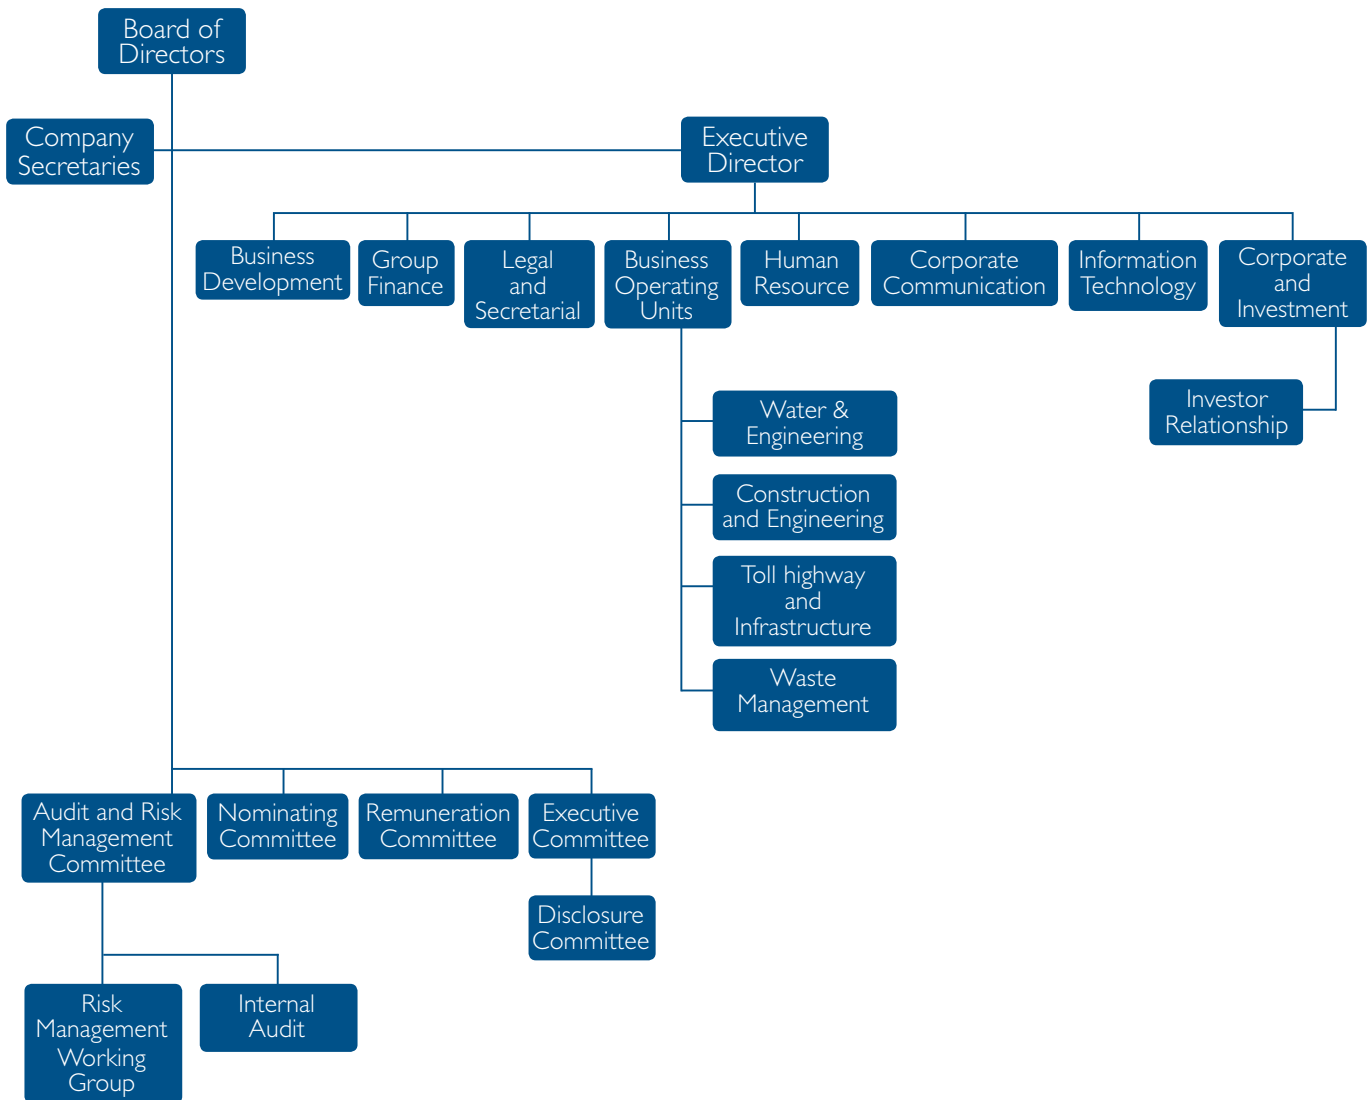 Board of
Directors
Company
Secretaries
Executive
Director
Business
Development
Group
Finance
Legal
and
Secretarial
Business
Operating
Units
Human
Resource
Corporate
Communication
Information
Technology
Corporate
and
Investment
Investor
Relationship
Water &
Engineering
Construction
and Engineering
Toll highway
and
Infrastructure
Waste
Management
Audit and Risk
Management
Committee
Nominating
Committee
Remuneration
Committee
Executive
Committee
Disclosure
Committee
Risk
Management
Working
Group
Internal
Audit